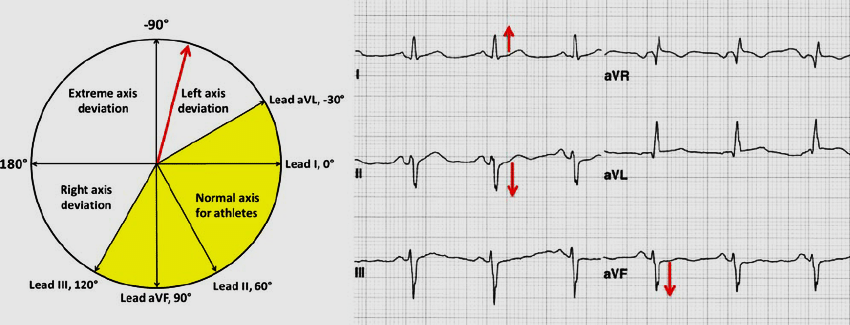 -90°
Extreme axis
deviation
Left axis
deviation
Lead aVL, -30°
180°
Lead I, 0°
Right axis
deviation
Normal axis
for athletes
Lead III, 120°
Lead II, 60°
Lead aVF, 90°
I
aVR
II
aVL
III
aVF